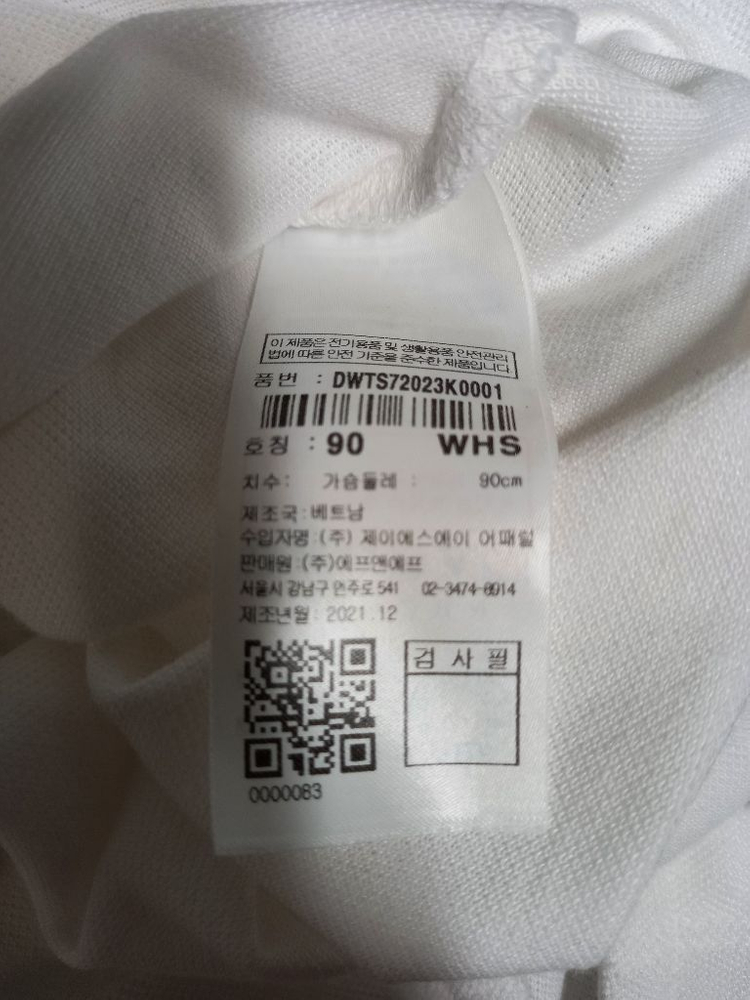 이 제품은 전기용품 및 생활용품 안전관리
법에 따른 안전 기준을 준수한 제품입니다.
품번 : DWTS72023K0001
호칭 : 90 WHS
치수: 가슴둘레 : 90cm
제조국:베트남
수입자명:(주) 제이에스에이 어패럴
판매원:(주)에프앤에프
서울시 강남구 언주로 541 02-3474-8914
제조년월: 2021.12
검 사 필
0000083